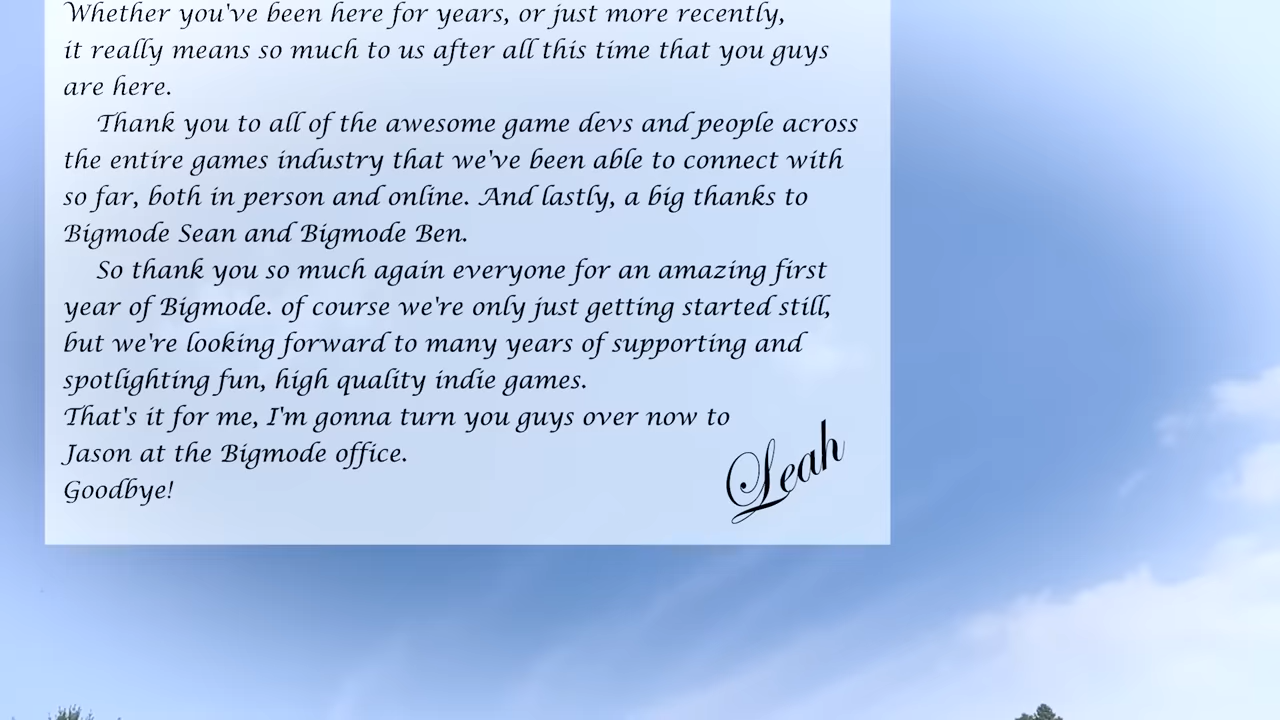 Whether you've been here for years, or just more recently,
it really means so much to us after all this time that you guys
are here.
Thank you to all of the awesome game devs and people across
the entire games industry that we've been able to connect with
so far, both in person and online. And lastly, a big thanks to
Bigmode Sean and Bigmode Ben.
So thank you so much again everyone for an amazing first
year of Bigmode. of course we're only just getting started still,
but we're looking forward to many years of supporting and
spotlighting fun, high quality indie games.
That's it for me, I'm gonna turn you guys over now to
Jason at the Bigmode office.
Goodbye!
Leah